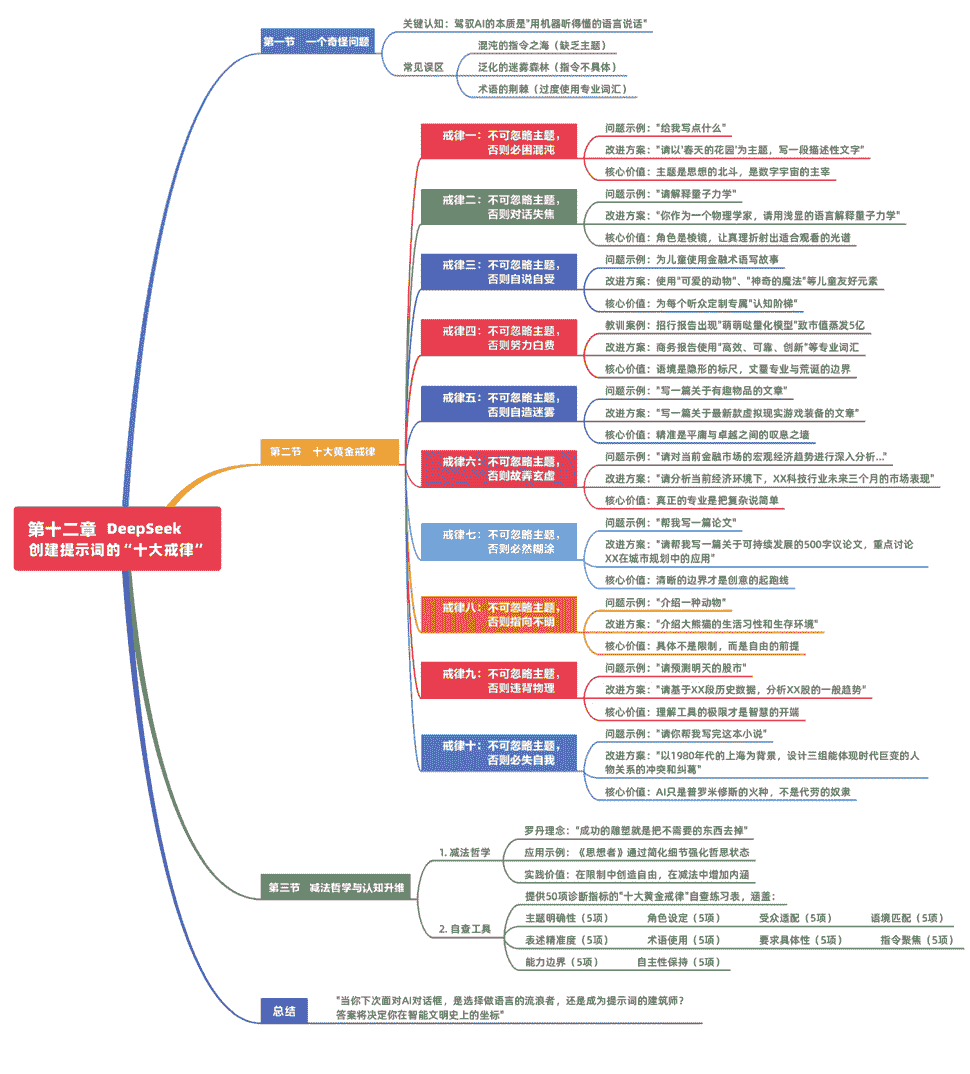 第十二章 DeepSeek
创建提示词的“十大戒律”
第一节 一个奇怪问题
关键认知：驾驭AI的本质是"用机器听得懂的语言说话"
常见误区
混沌的指令之海（缺乏主题）
泛化的迷雾森林（指令不具体）
术语的荆棘（过度使用专业词汇）
第二节 十大黄金戒律
戒律一：不可忽略主题，
否则必困混沌
问题示例："给我写点什么"
改进方案："请以'春天的花园'为主题，写一段描述性文字"
核心价值：主题是思想的北斗，是数字宇宙的主宰
戒律二：不可忽略主题，
否则对话失焦
问题示例："请解释量子力学"
改进方案："你作为一个物理学家，请用浅显的语言解释量子力学"
核心价值：角色是棱镜，让真理折射出适合观看的光谱
戒律三：不可忽略主题，
否则自说自受
问题示例：为儿童使用金融术语写故事
改进方案：使用"可爱的动物"、"神奇的魔法"等儿童友好元素
核心价值：为每个听众定制专属"认知阶梯"
戒律四：不可忽略主题，
否则努力白费
教训案例：招行报告出现"萌萌哒量化模型"致市值蒸发5亿
改进方案：商务报告使用"高效、可靠、创新"等专业词汇
核心价值：语境是隐形的标尺，丈量专业与荒诞的边界
戒律五：不可忽略主题，
否则自造迷雾
问题示例："写一篇关于有趣物品的文章"
改进方案："写一篇关于最新款虚拟现实游戏装备的文章"
核心价值：精准是平庸与卓越之间的叹息之墙
戒律六：不可忽略主题，
否则故弄玄虚
问题示例："请对当前金融市场的宏观经济趋势进行深入分析..."
改进方案："请分析当前经济环境下，XX科技行业未来三个月的市场表现"
核心价值：真正的专业是把复杂说简单
戒律七：不可忽略主题，
否则必然糊涂
问题示例："帮我写一篇论文"
改进方案："请帮我写一篇关于可持续发展的500字议论文，重点讨论
XX在城市规划中的应用"
核心价值：清晰的边界才是创意的起跑线
戒律八：不可忽略主题，
否则指向不明
问题示例："介绍一种动物"
改进方案："介绍大熊猫的生活习性和生存环境"
核心价值：具体不是限制，而是自由的前提
戒律九：不可忽略主题，
否则违背物理
问题示例："请预测明天的股市"
改进方案："请基于XX段历史数据，分析XX股的一般趋势"
核心价值：理解工具的极限才是智慧的开端
戒律十：不可忽略主题，
否则必失自我
问题示例："请你帮我写完这本小说"
改进方案："以1980年代的上海为背景，设计三组能体现时代巨变的人
物关系的冲突和纠葛"
核心价值：AI只是普罗米修斯的火种，不是代劳的奴隶
第三节 减法哲学与认知升维
1. 减法哲学
罗丹理念："成功的雕塑就是把不需要的东西去掉"
应用示例：《思想者》通过简化细节强化哲思状态
实践价值：在限制中创造自由，在减法中增加内涵
2. 自查工具
提供50项诊断指标的"十大黄金戒律"自查练习表，涵盖：
主题明确性（5项） 角色设定（5项） 受众适配（5项） 语境匹配（5项）
表述精准度（5项） 术语使用（5项） 要求具体性（5项） 指令聚焦（5项）
能力边界（5项） 自主性保持（5项）
总结
"当你下次面对AI对话框，是选择做语言的流浪者，还是成为提示词的建筑师？
答案将决定你在智能文明史上的坐标"